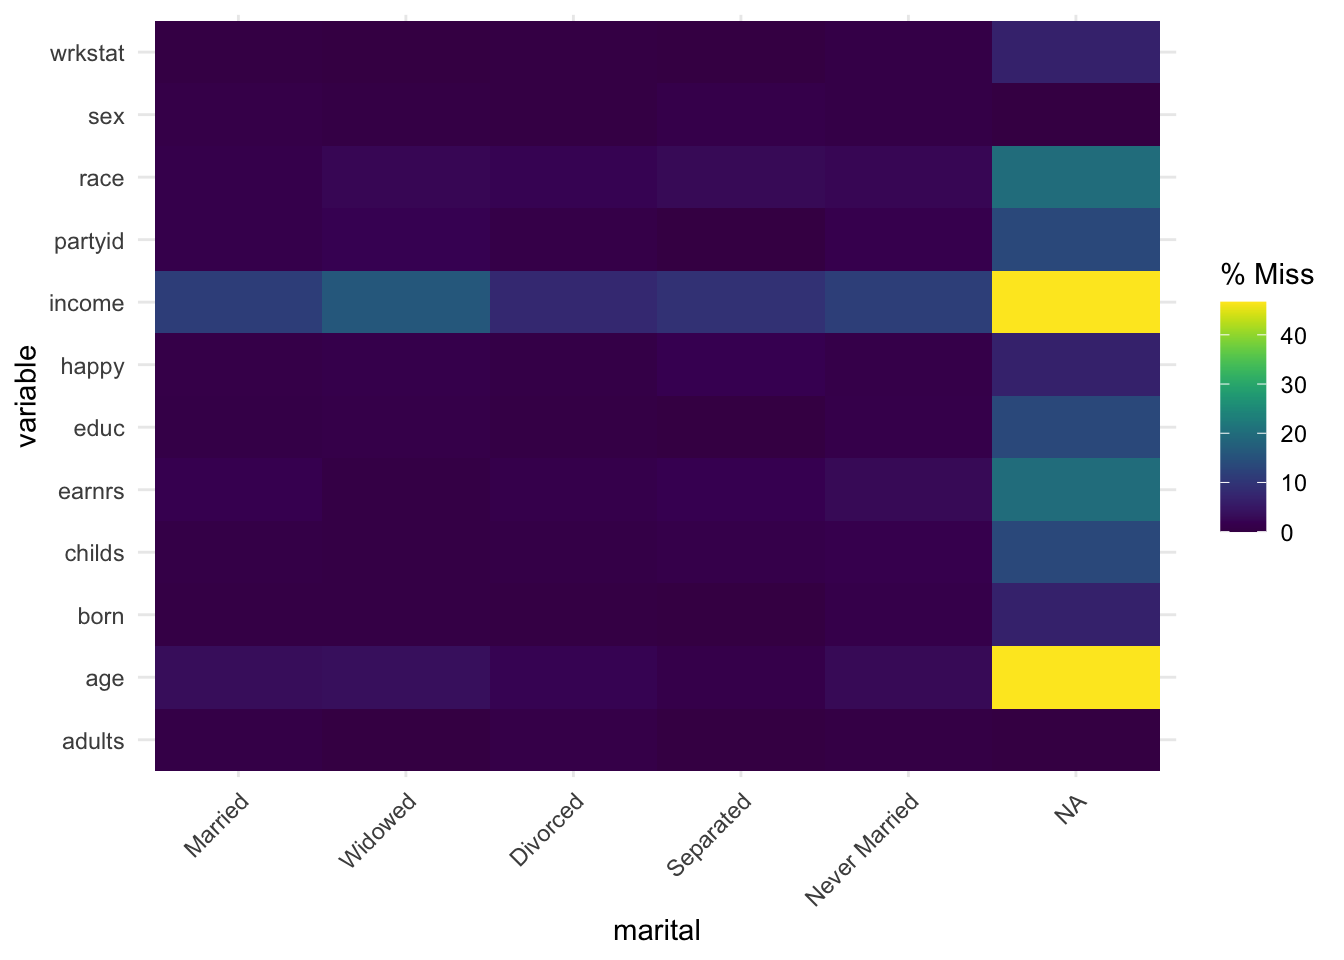 wrkstat
sex
race
partyid
income
happy
educ
earnrs
childs
born
age
adults
variable
Married
Widowed
Divorced
Separated
Never Married
NA
marital
% Miss
40
30
20
10
0